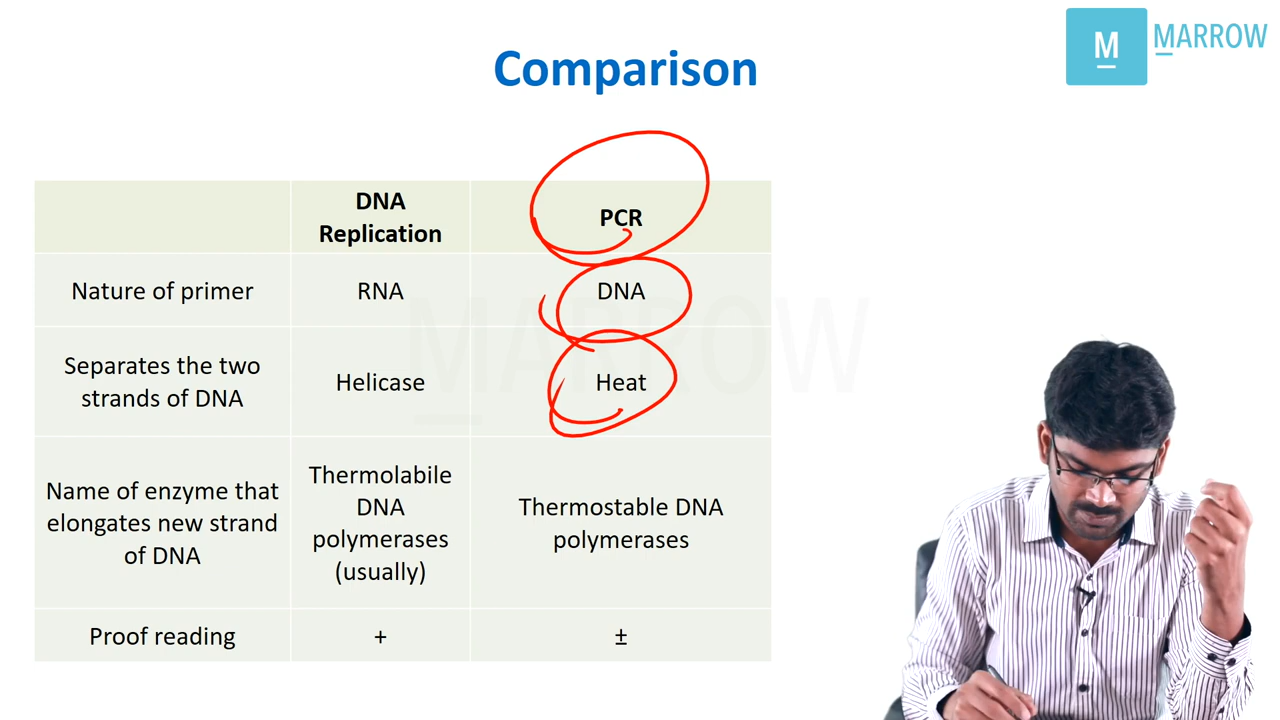 M MARROW
Comparison
DNA
Replication
PCR
Nature of primer
RNA
DNA
Separates the two
strands of DNA
Helicase
Heat
Name of enzyme that
elongates new strand
of DNA
Thermolabile
DNA
polymerases
(usually)
Thermostable DNA
polymerases
Proof reading
+
±
MARROW